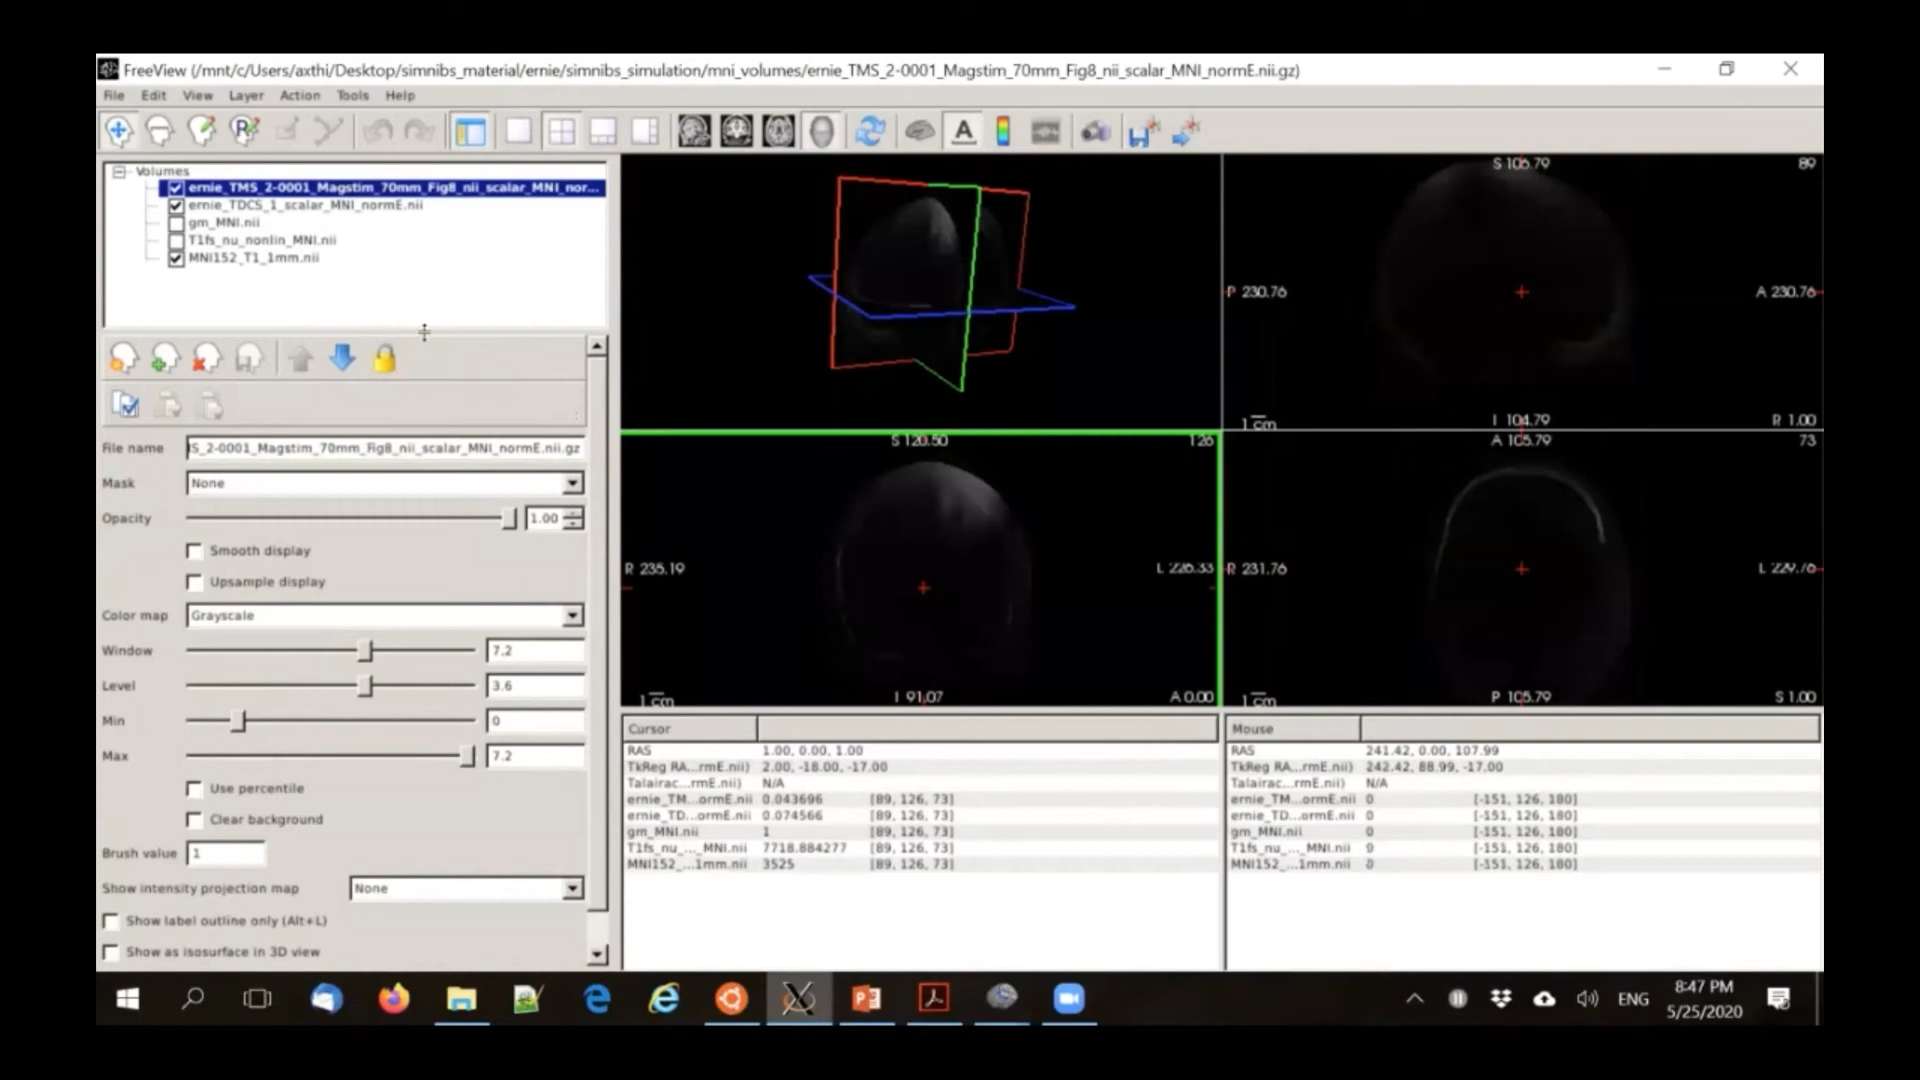 FreeView (/mnt/c/Users/axthi/Desktop/simnibs_material/ernie/simnibs_simulation/mni_volumes/ernie_TMS_2-0001_Magstim_70mm_Fig8_nii_scalar_MNI_normE.nii.gz)
File Edit View Layer Action Tools Help
Volumes
ernie_TMS_2-0001_Magstim_70mm_Fig8_nii_scalar_MNI_nor...
ernie_TDCS_1_scalar_MNI_normE.nii
gm_MNI.nii
T1fs_nu_nonlin_MNI.nii
MNI152_T1_1mm.nii
File name S_2-0001_Magstim_70mm_Fig8_nii_scalar_MNI_normE.nii.gz
Mask None
Opacity 1.00
Smooth display
Upsample display
Color map Grayscale
Window 7.2
Level 3.6
Min 0
Max 7.2
Use percentile
Clear background
Brush value 1
Show intensity projection map None
Show label outline only (Alt+L)
Show as isosurface in 3D view
S 106.79 89
P 230.76 A 230.76
1 cm I 104.79 R 1.00
S 120.50 126
R 235.19 L 226.33
1 cm I 91.07 A 0.00
A 105.79 73
R 231.76 L 229.76
1 cm P 105.79 S 1.00
Cursor
RAS 1.00, 0.00, 1.00
TkReg RA...rmE.nii) 2.00, -18.00, -17.00
Talairac...rmE.nii) N/A
ernie_TM...ormE.nii 0.043696 [89, 126, 73]
ernie_TD...ormE.nii 0.074566 [89, 126, 73]
gm_MNI.nii 1 [89, 126, 73]
T1fs_nu_..._MNI.nii 7718.884277 [89, 126, 73]
MNI152_...1mm.nii 3525 [89, 126, 73]
Mouse
RAS 241.42, 0.00, 107.99
TkReg RA...rmE.nii) 242.42, 88.99, -17.00
Talairac...rmE.nii) N/A
ernie_TM...ormE.nii 0 [-151, 126, 180]
ernie_TD...ormE.nii 0 [-151, 126, 180]
gm_MNI.nii 0 [-151, 126, 180]
T1fs_nu_..._MNI.nii 0 [-151, 126, 180]
MNI152_...1mm.nii 0 [-151, 126, 180]
ENG
8:47 PM
5/25/2020